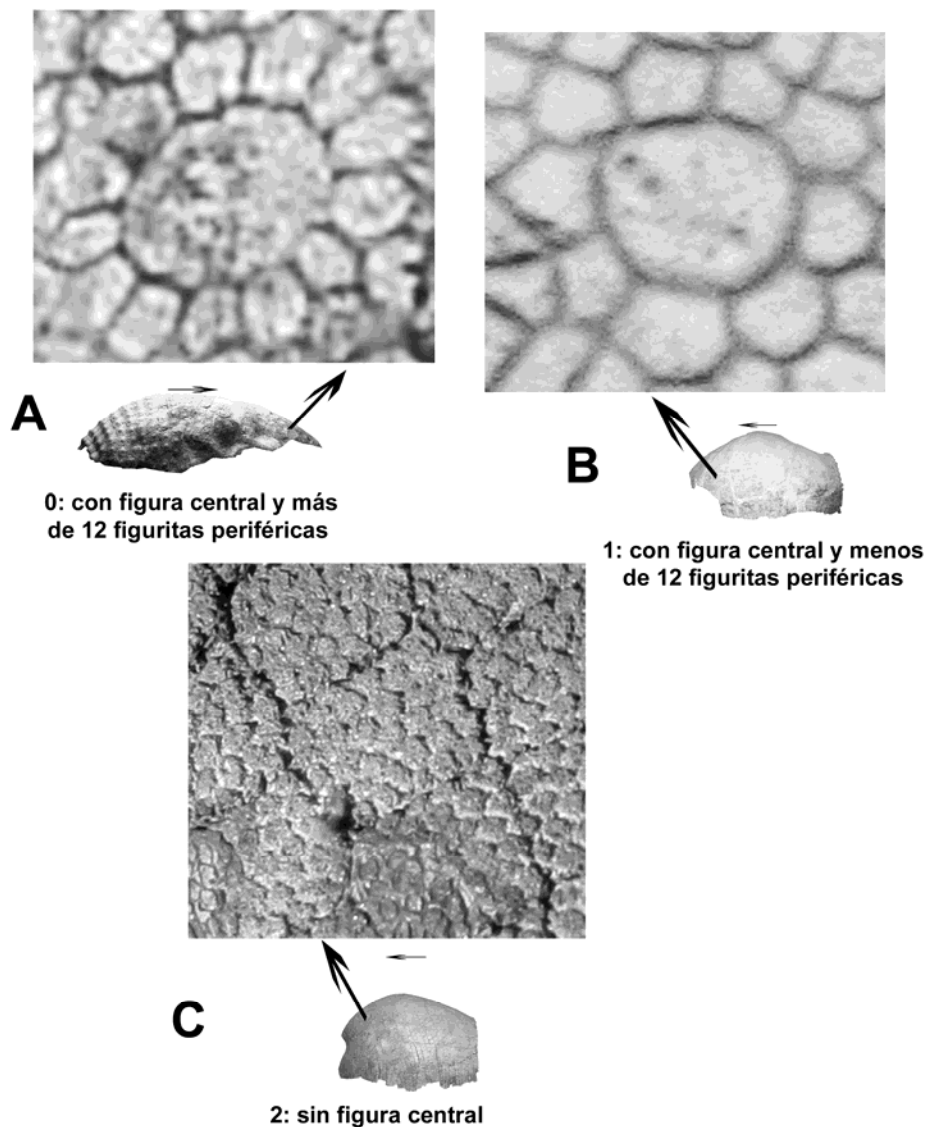 A
0: con figura central y más
de 12 figuritas periféricas
B
1: con figura central y menos
de 12 figuritas periféricas
C
2: sin figura central